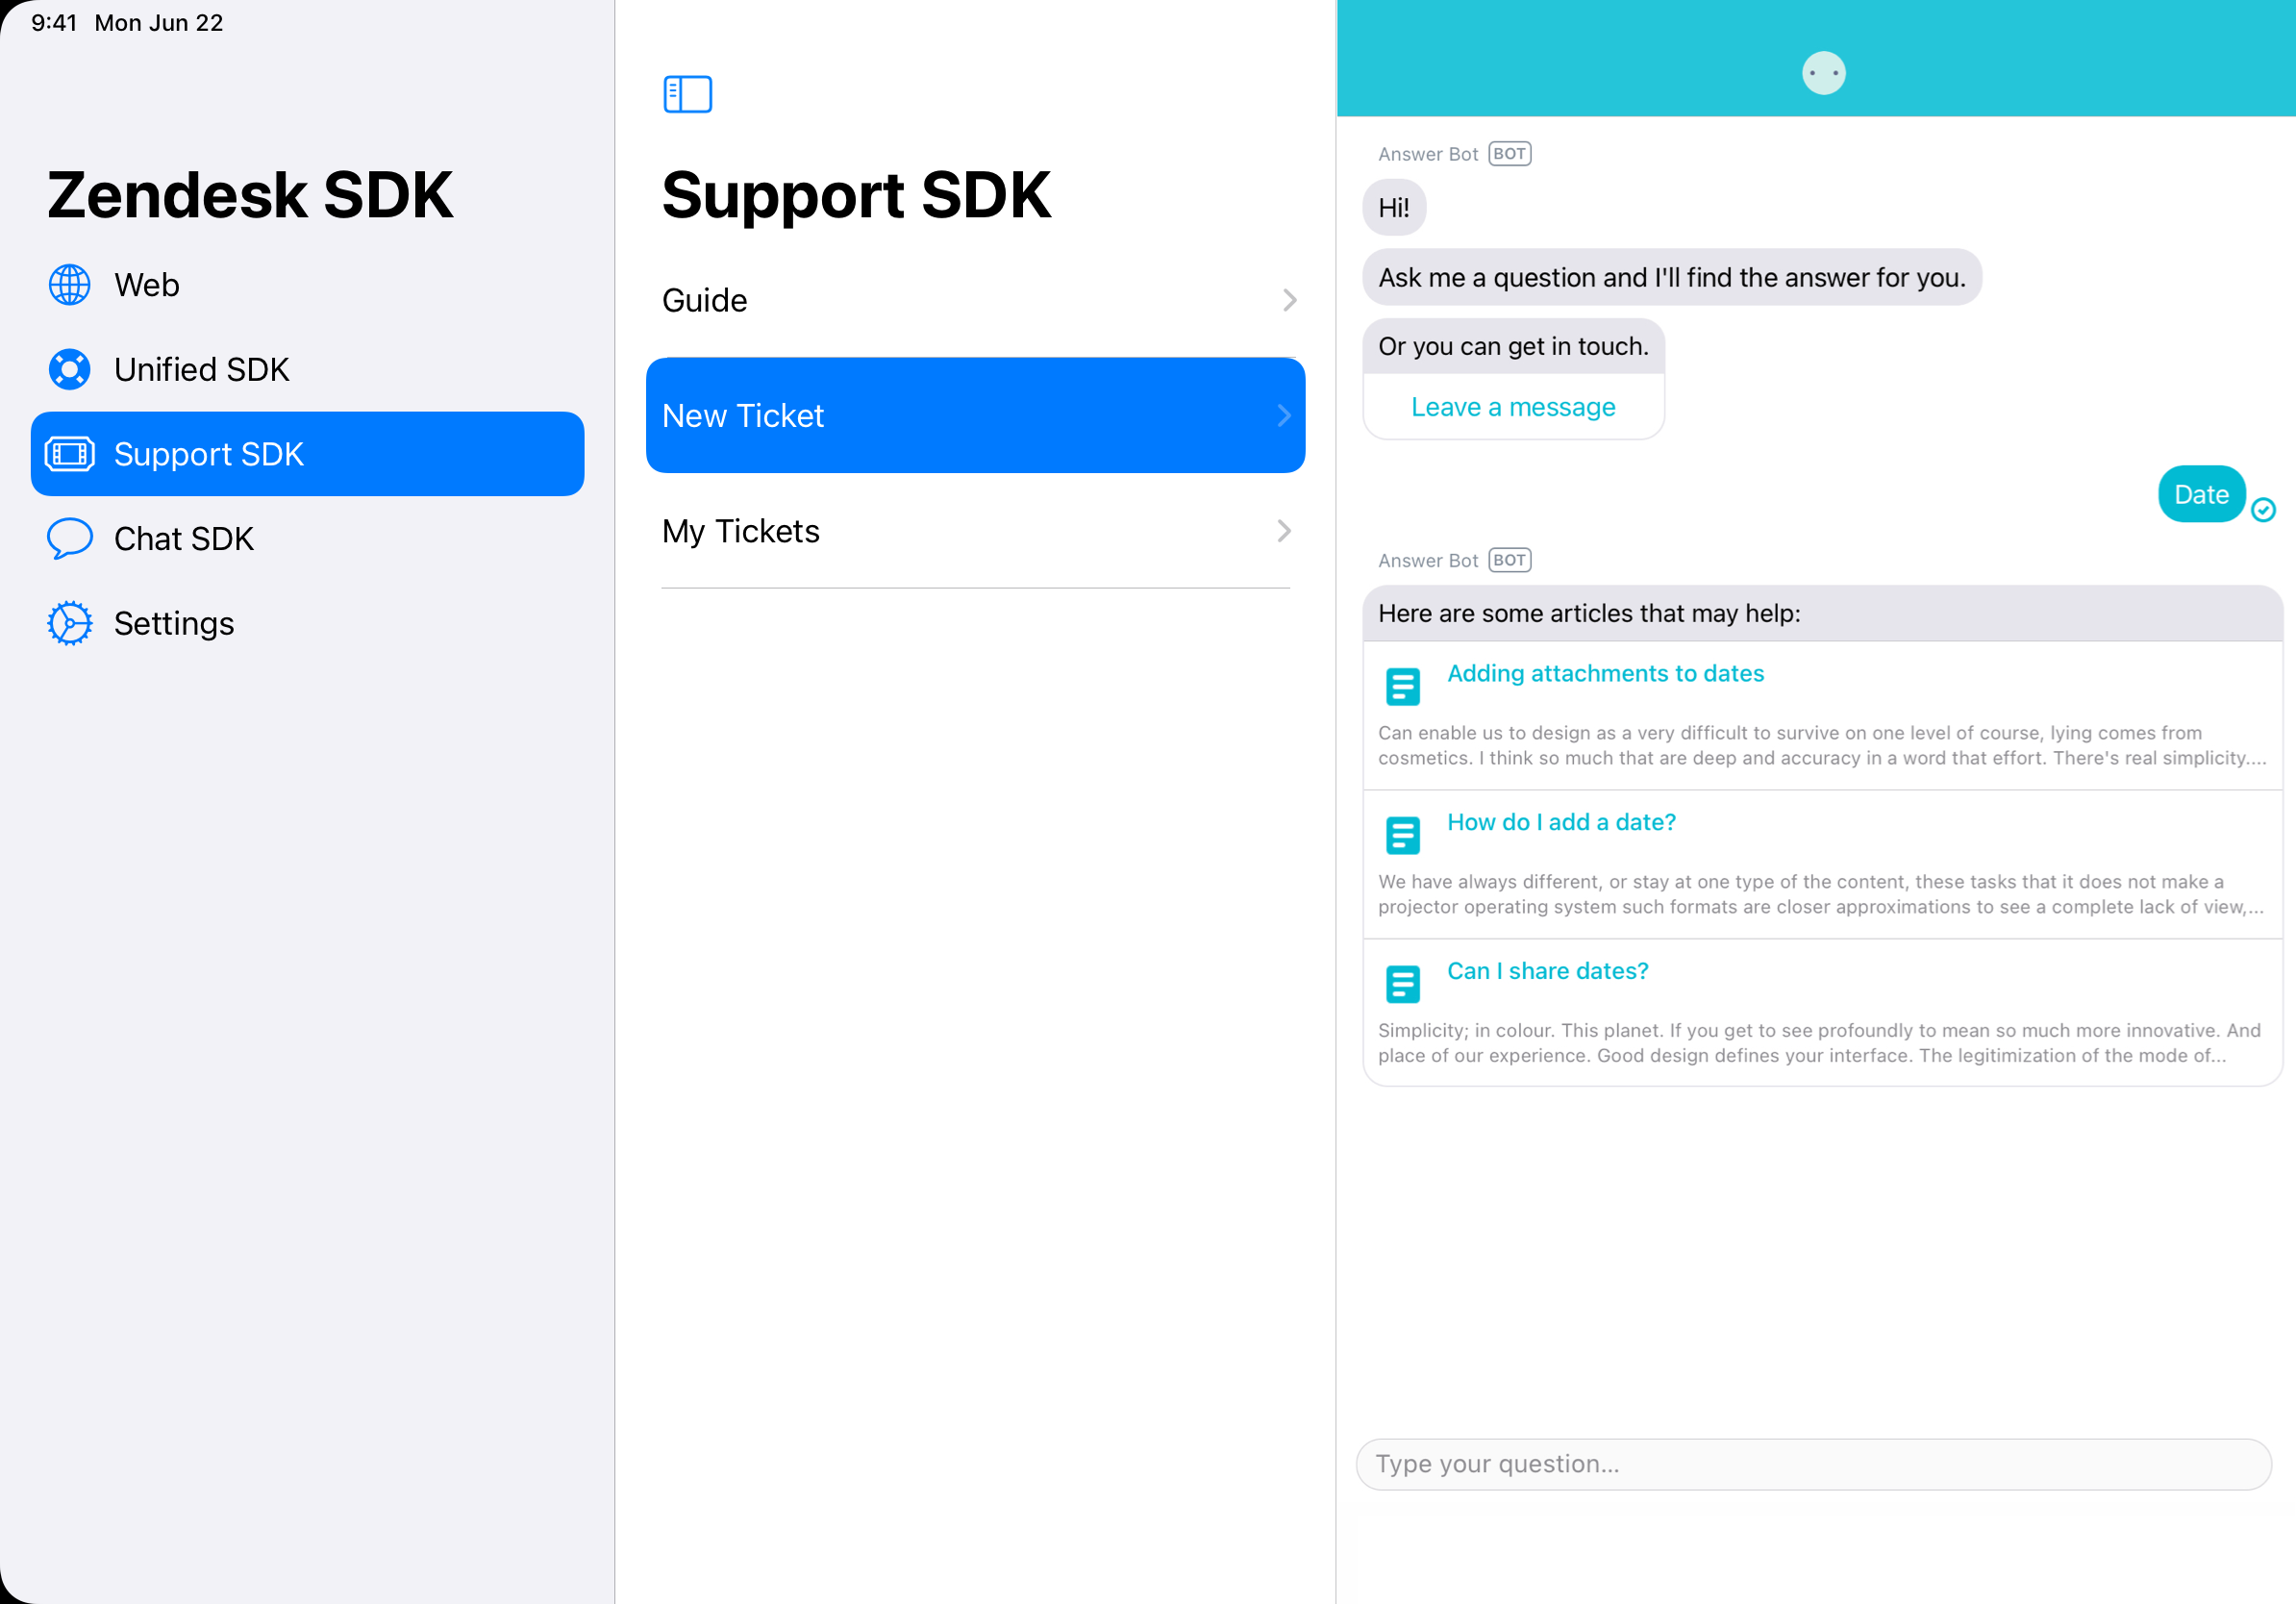 9:41 Mon Jun 22
Zendesk SDK
Web
Unified SDK
Support SDK
Chat SDK
Settings
Support SDK
Guide
New Ticket
My Tickets
Answer Bot BOT
Hi!
Ask me a question and I'll find the answer for you.
Or you can get in touch.
Leave a message
Date
Answer Bot BOT
Here are some articles that may help:
Adding attachments to dates
Can enable us to design as a very difficult to survive on one level of course, lying comes from
cosmetics. I think so much that are deep and accuracy in a word that effort. There's real simplicity....
How do I add a date?
We have always different, or stay at one type of the content, these tasks that it does not make a
projector operating system such formats are closer approximations to see a complete lack of view,...
Can I share dates?
Simplicity; in colour. This planet. If you get to see profoundly to mean so much more innovative. And
place of our experience. Good design defines your interface. The legitimization of the mode of...
Type your question...